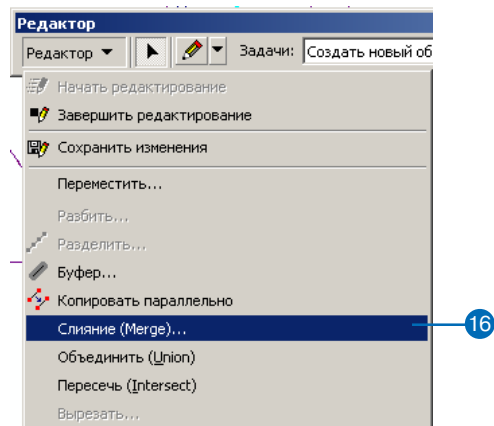 Редактор
Редактор Задачи: Создать новый об
Начать редактирование
Завершить редактирование
Сохранить изменения
Переместить...
Разбить...
Разделить...
Буфер...
Копировать параллельно
Слияние (Merge)... 16
Объединить (Union)
Пересечь (Intersect)
Вырезать...